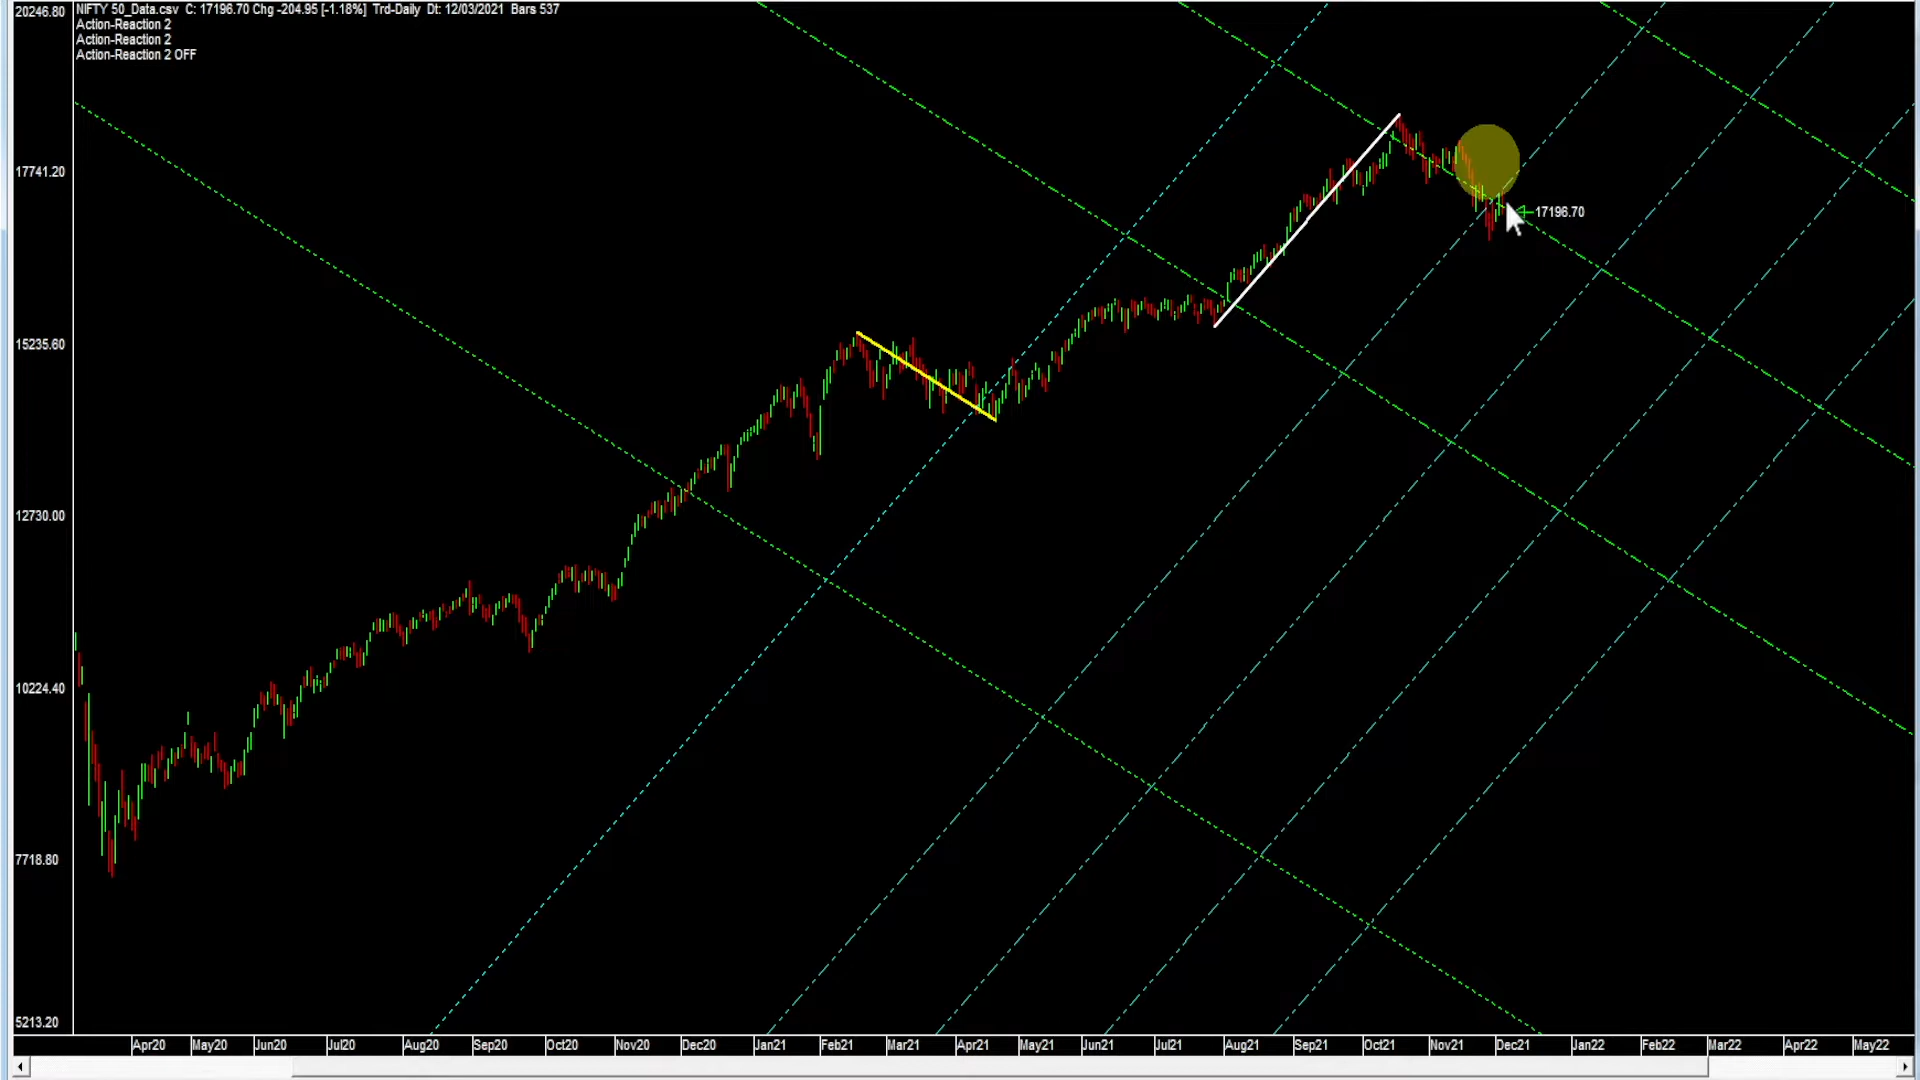 20246.80
NIFTY 50_Data.csv C: 17196.70 Chg -204.95 [-1.18%] Trd-Daily Dt: 12/03/2021 Bars 537
Action-Reaction 2
Action-Reaction 2
Action-Reaction 2 OFF
17741.20
17196.70
15235.60
12730.00
10224.40
7718.80
5213.20
Apr20 May20 Jun20 Jul20 Aug20 Sep20 Oct20 Nov20 Dec20 Jan21 Feb21 Mar21 Apr21 May21 Jun21 Jul21 Aug21 Sep21 Oct21 Nov21 Dec21 Jan22 Feb22 Mar22 Apr22 May22